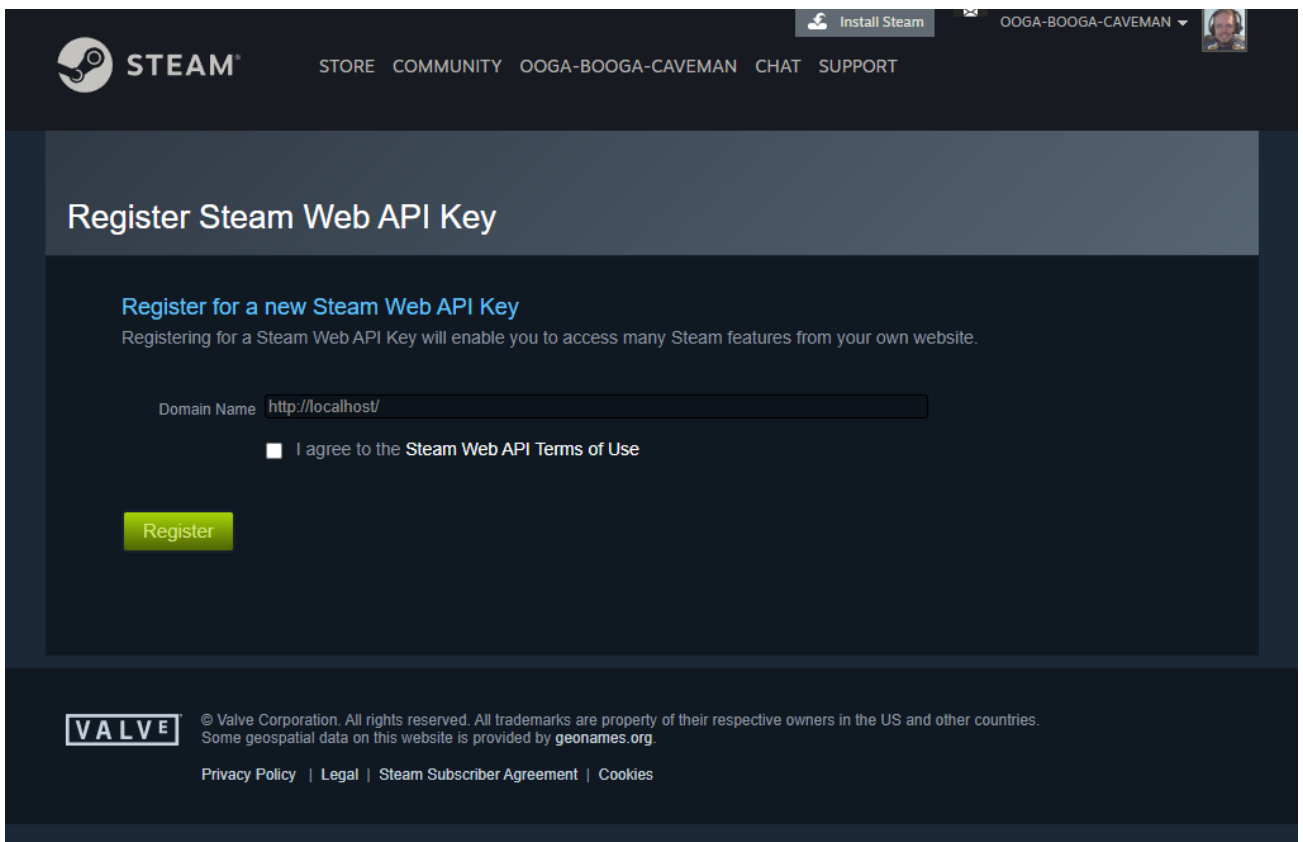 Install Steam
OOGA-BOOGA-CAVEMAN
STEAM®
STORE COMMUNITY OOGA-BOOGA-CAVEMAN CHAT SUPPORT
Register Steam Web API Key
Register for a new Steam Web API Key
Registering for a Steam Web API Key will enable you to access many Steam features from your own website.
Domain Name http://localhost/
I agree to the Steam Web API Terms of Use
Register
VALVE
© Valve Corporation. All rights reserved. All trademarks are property of their respective owners in the US and other countries.
Some geospatial data on this website is provided by geonames.org.
Privacy Policy | Legal | Steam Subscriber Agreement | Cookies